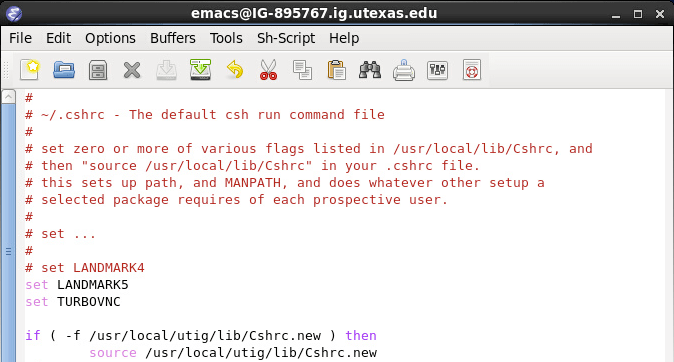 emacs@IG-895767.ig.utexas.edu
File Edit Options Buffers Tools Sh-Script Help
#
# ~/.cshrc - The default csh run command file
#
# set zero or more of various flags listed in /usr/local/lib/Cshrc, and
# then "source /usr/local/lib/Cshrc" in your .cshrc file.
# this sets up path, and MANPATH, and does whatever other setup a
# selected package requires of each prospective user.
#
# set ...
#
# set LANDMARK4
set LANDMARK5
set TURBOVNC
if ( -f /usr/local/utig/lib/Cshrc.new ) then
source /usr/local/utig/lib/Cshrc.new